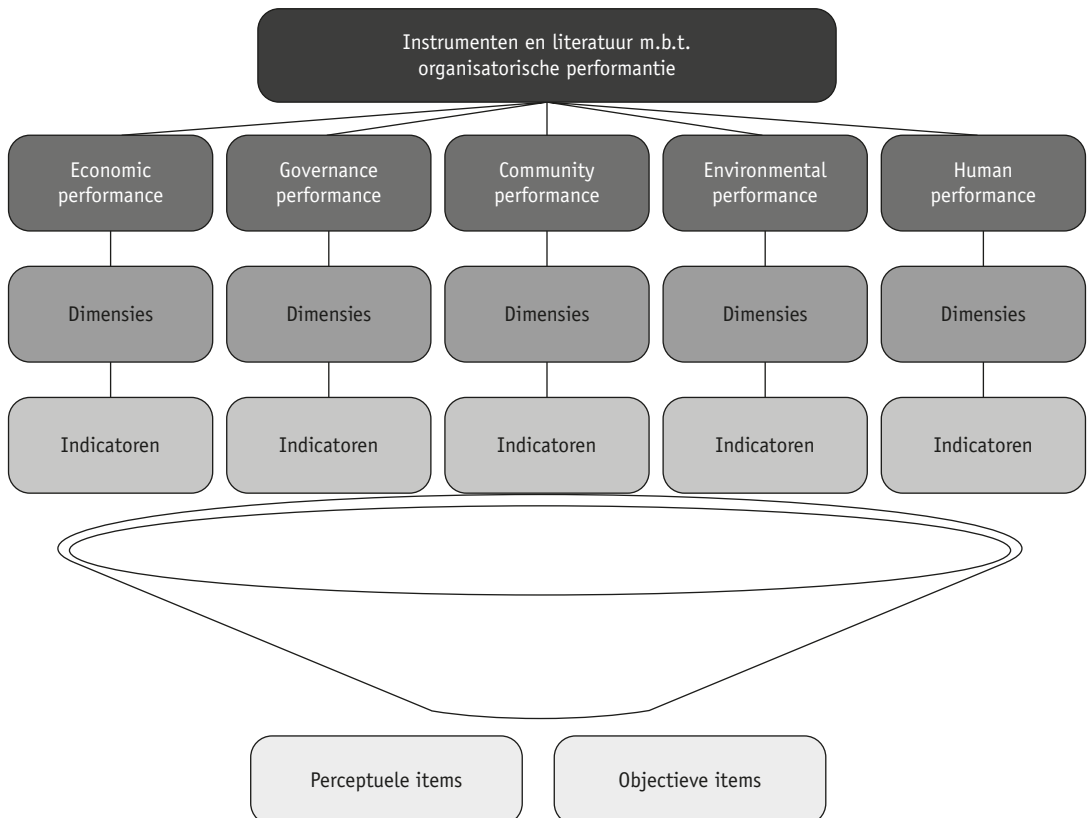 Instrumenten en literatuur m.b.t.
organisatorische performantie
Economic
performance
Governance
performance
Community
performance
Environmental
performance
Human
performance
Dimensies
Dimensies
Dimensies
Dimensies
Dimensies
Indicatoren
Indicatoren
Indicatoren
Indicatoren
Indicatoren
Perceptuele items
Objectieve items